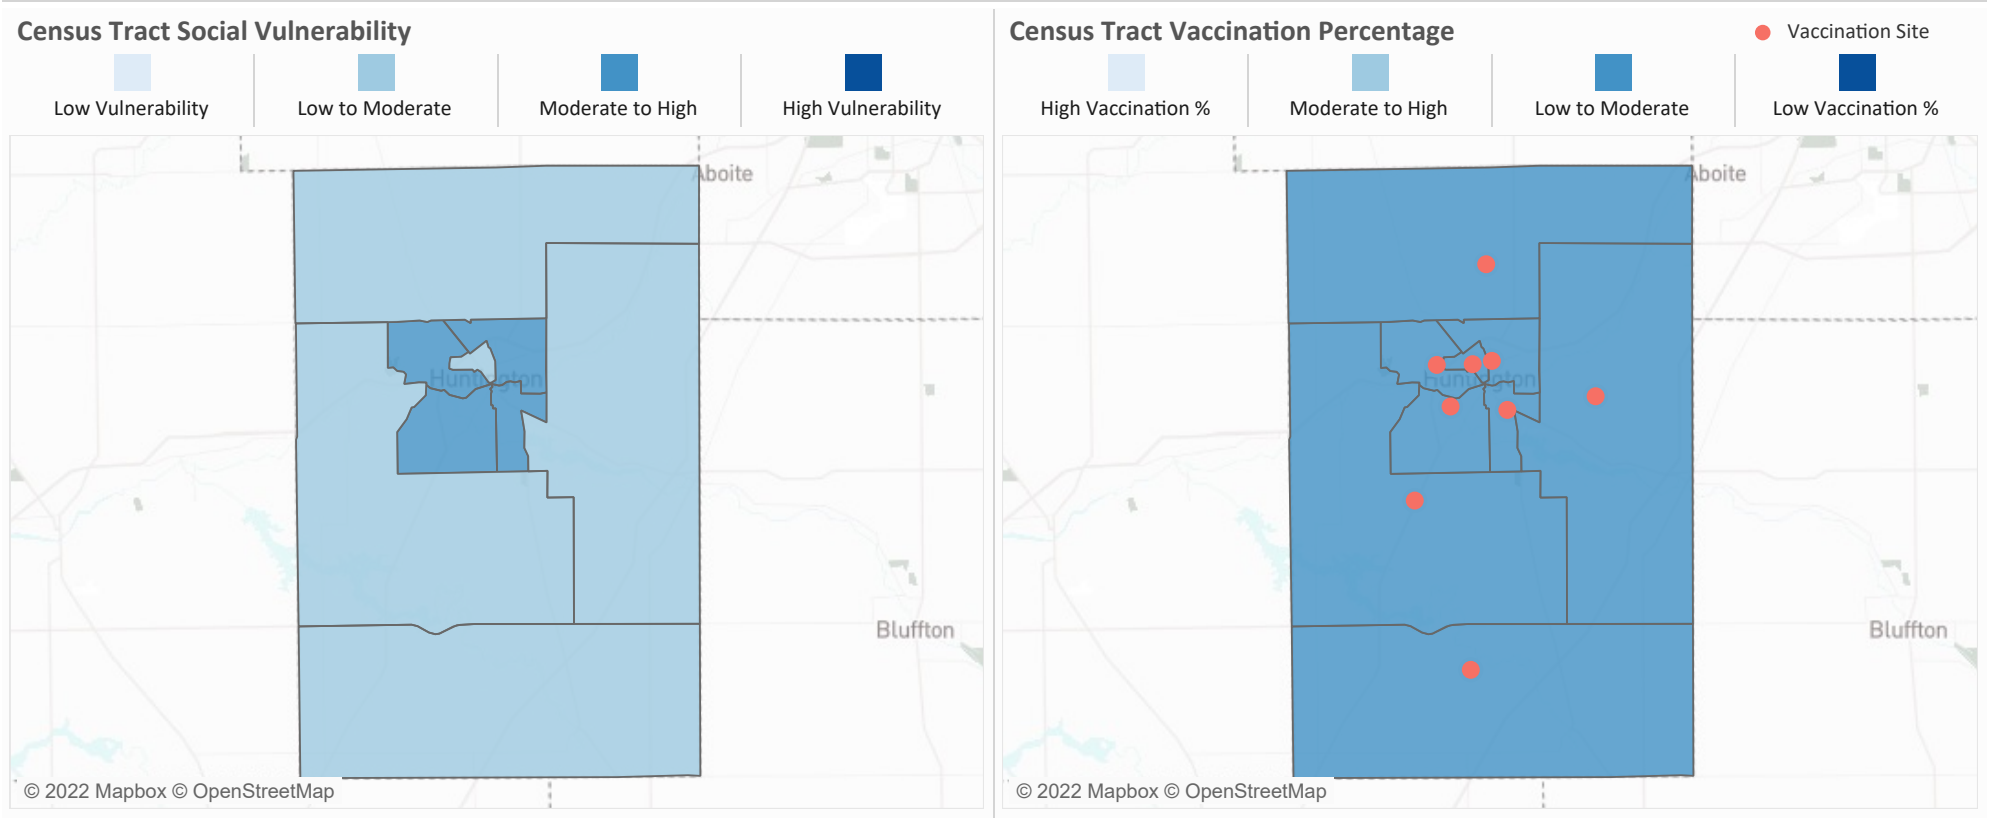 Census Tract Social Vulnerability
Low Vulnerability
Low to Moderate
Moderate to High
High Vulnerability
Aboite
Huntington
Bluffton
© 2022 Mapbox © OpenStreetMap
Census Tract Vaccination Percentage
Vaccination Site
High Vaccination %
Moderate to High
Low to Moderate
Low Vaccination %
Aboite
Huntington
Bluffton
© 2022 Mapbox © OpenStreetMap